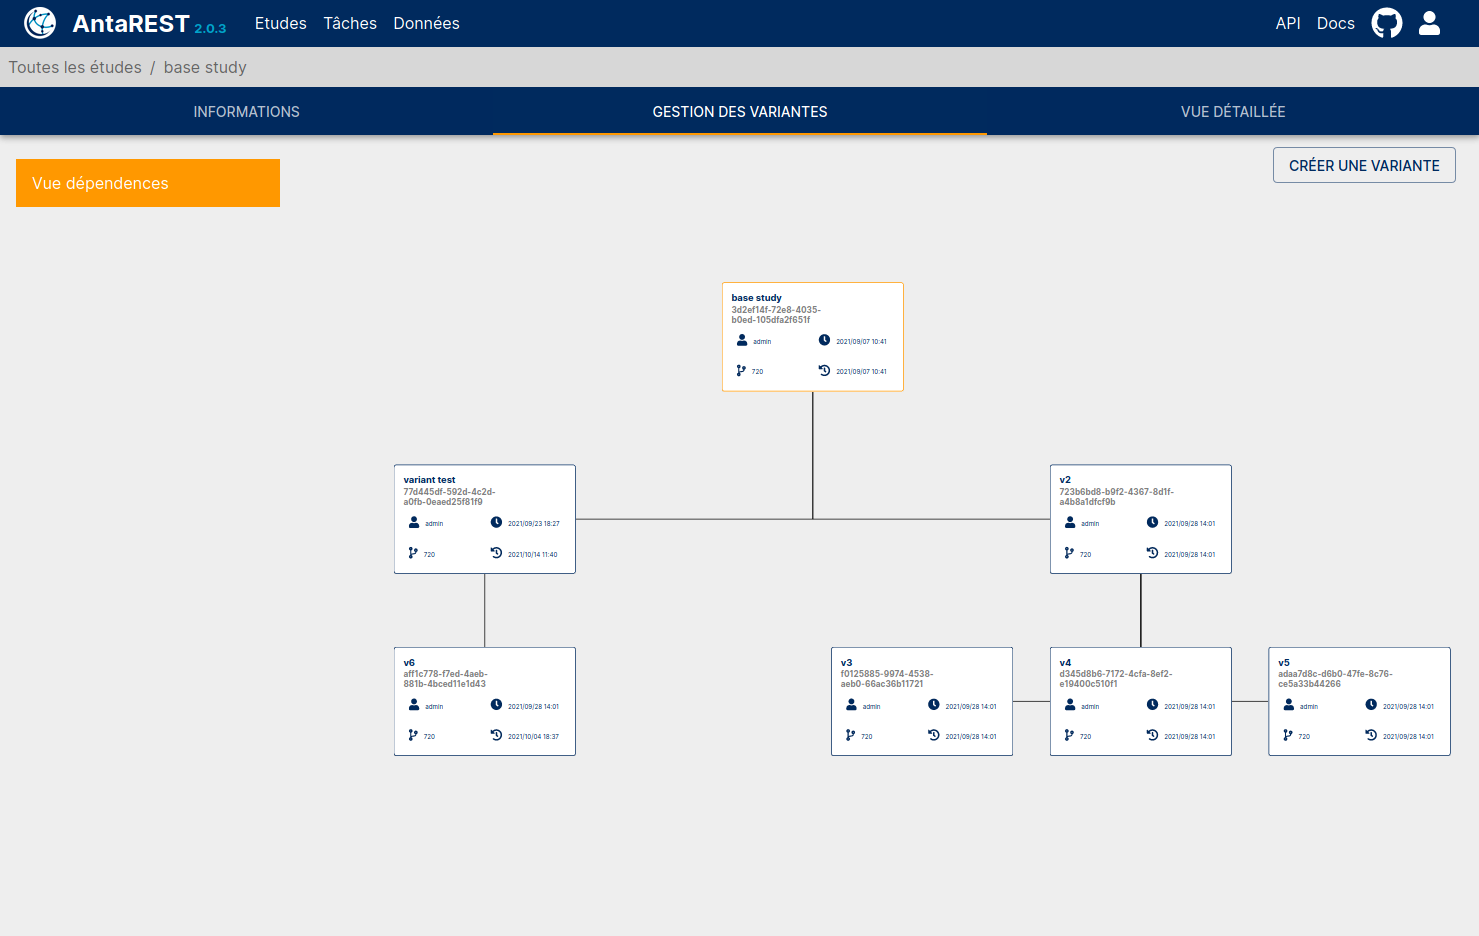 AntaREST 2.0.3 Etudes Tâches Données API Docs
Toutes les études / base study
INFORMATIONS GESTION DES VARIANTES VUE DÉTAILLÉE
Vue dépendences
CRÉER UNE VARIANTE
base study
3d2ef14f-72e8-4035-
b0ed-105dfa2f651f
admin 2021/09/07 10:41
720 2021/09/07 10:41
variant test
77d445df-592d-4c2d-
a0fb-0eaed25f81f9
admin 2021/09/23 18:27
720 2021/10/14 11:40
v2
723b6bd8-b9f2-4367-8d1f-
a4b8a1dfcf9b
admin 2021/09/28 14:01
720 2021/09/28 14:01
v6
aff1c778-f7ed-4aeb-
881b-4bced11e1d43
admin 2021/09/28 14:01
720 2021/10/04 18:37
v3
f0125885-9974-4538-
aeb0-66ac36b11721
admin 2021/09/28 14:01
720 2021/09/28 14:01
v4
d345d8b6-7172-4cfa-8ef2-
e19400c510f1
admin 2021/09/28 14:01
720 2021/09/28 14:01
v5
adaa7d8c-d6b0-47fe-8c76-
ce5a33b44266
admin 2021/09/28 14:01
720 2021/09/28 14:01